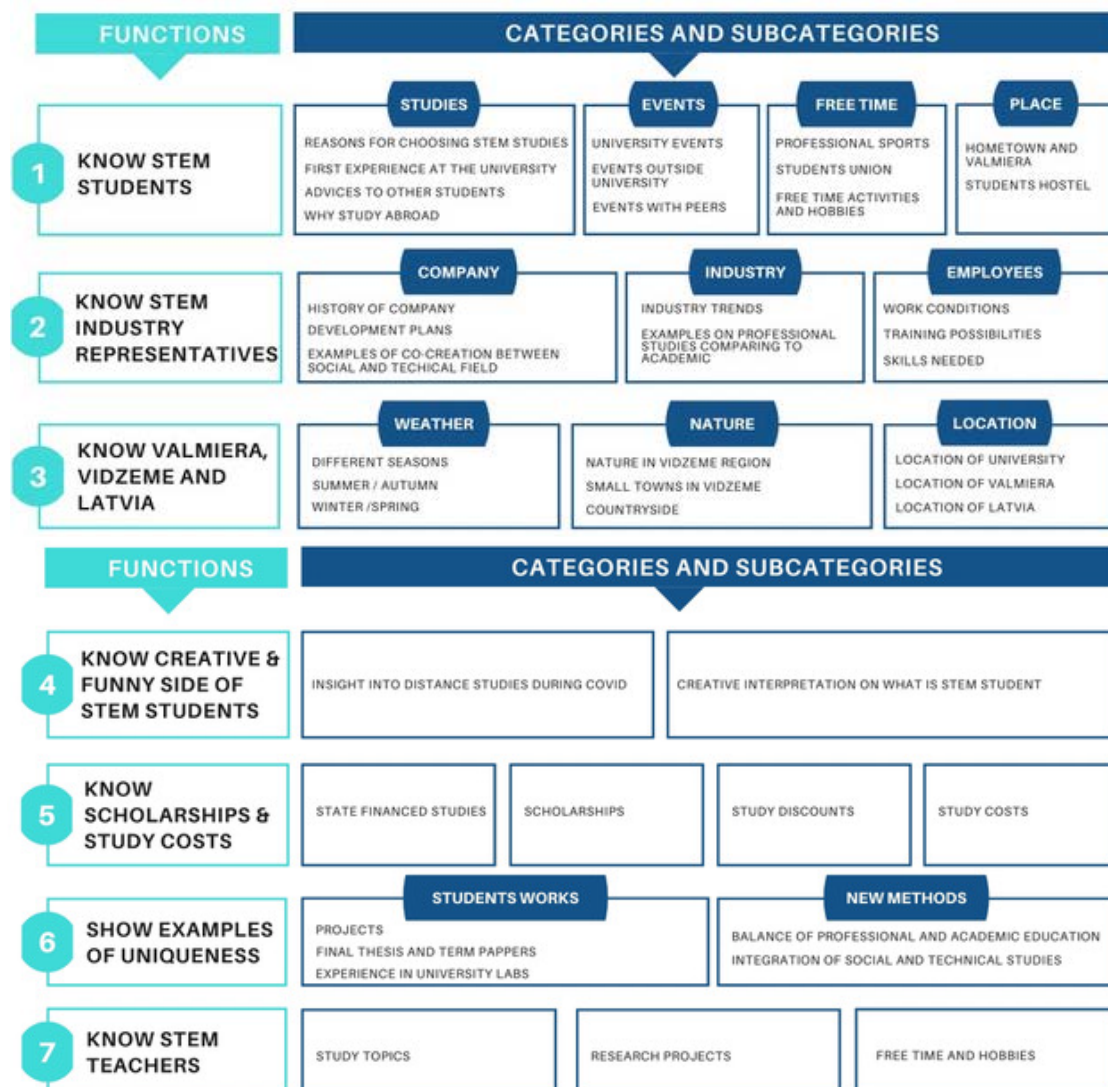 FUNCTIONS
CATEGORIES AND SUBCATEGORIES
1
KNOW STEM
STUDENTS
STUDIES
REASONS FOR CHOOSING STEM STUDIES
FIRST EXPERIENCE AT THE UNIVERSITY
ADVICES TO OTHER STUDENTS
WHY STUDY ABROAD
EVENTS
UNIVERSITY EVENTS
EVENTS OUTSIDE
UNIVERSITY
EVENTS WITH PEERS
FREE TIME
PROFESSIONAL SPORTS
STUDENTS UNION
FREE TIME ACTIVITIES
AND HOBBIES
PLACE
HOMETOWN AND
VALMIERA
STUDENTS HOSTEL
2
KNOW STEM
INDUSTRY
REPRESENTATIVES
COMPANY
HISTORY OF COMPANY
DEVELOPMENT PLANS
EXAMPLES OF CO-CREATION BETWEEN
SOCIAL AND TECHICAL FIELD
INDUSTRY
INDUSTRY TRENDS
EXAMPLES ON PROFESSIONAL
STUDIES COMPARING TO
ACADEMIC
EMPLOYEES
WORK CONDITIONS
TRAINING POSSIBILITIES
SKILLS NEEDED
3
KNOW VALMIERA,
VIDZEME AND
LATVIA
WEATHER
DIFFERENT SEASONS
SUMMER / AUTUMN
WINTER /SPRING
NATURE
NATURE IN VIDZEME REGION
SMALL TOWNS IN VIDZEME
COUNTRYSIDE
LOCATION
LOCATION OF UNIVERSITY
LOCATION OF VALMIERA
LOCATION OF LATVIA
FUNCTIONS
CATEGORIES AND SUBCATEGORIES
4
KNOW CREATIVE &
FUNNY SIDE OF
STEM STUDENTS
INSIGHT INTO DISTANCE STUDIES DURING COVID
CREATIVE INTERPRETATION ON WHAT IS STEM STUDENT
5
KNOW
SCHOLARSHIPS &
STUDY COSTS
STATE FINANCED STUDIES
SCHOLARSHIPS
STUDY DISCOUNTS
STUDY COSTS
6
SHOW EXAMPLES
OF UNIQUENESS
STUDENTS WORKS
PROJECTS
FINAL THESIS AND TERM PAPPERS
EXPERIENCE IN UNIVERSITY LABS
NEW METHODS
BALANCE OF PROFESSIONAL AND ACADEMIC EDUCATION
INTEGRATION OF SOCIAL AND TECHNICAL STUDIES
7
KNOW STEM
TEACHERS
STUDY TOPICS
RESEARCH PROJECTS
FREE TIME AND HOBBIES